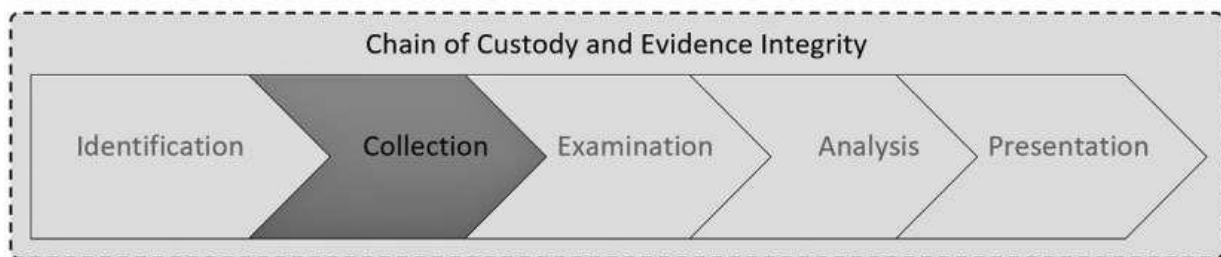 Chain of Custody and Evidence Integrity
Identification Collection Examination Analysis Presentation